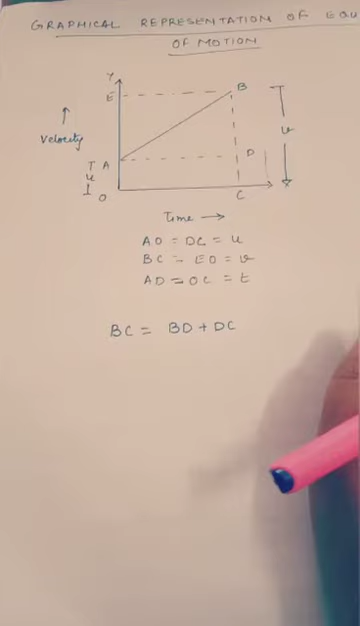 GRAPHICAL REPRESENTATION OF EQU
OF MOTION
Y
E
B
Velocity
v
T
A
D
u
O
C
Time →
AO = DC = u
BC = EO = v
AD = OC = t
BC = BD + DC